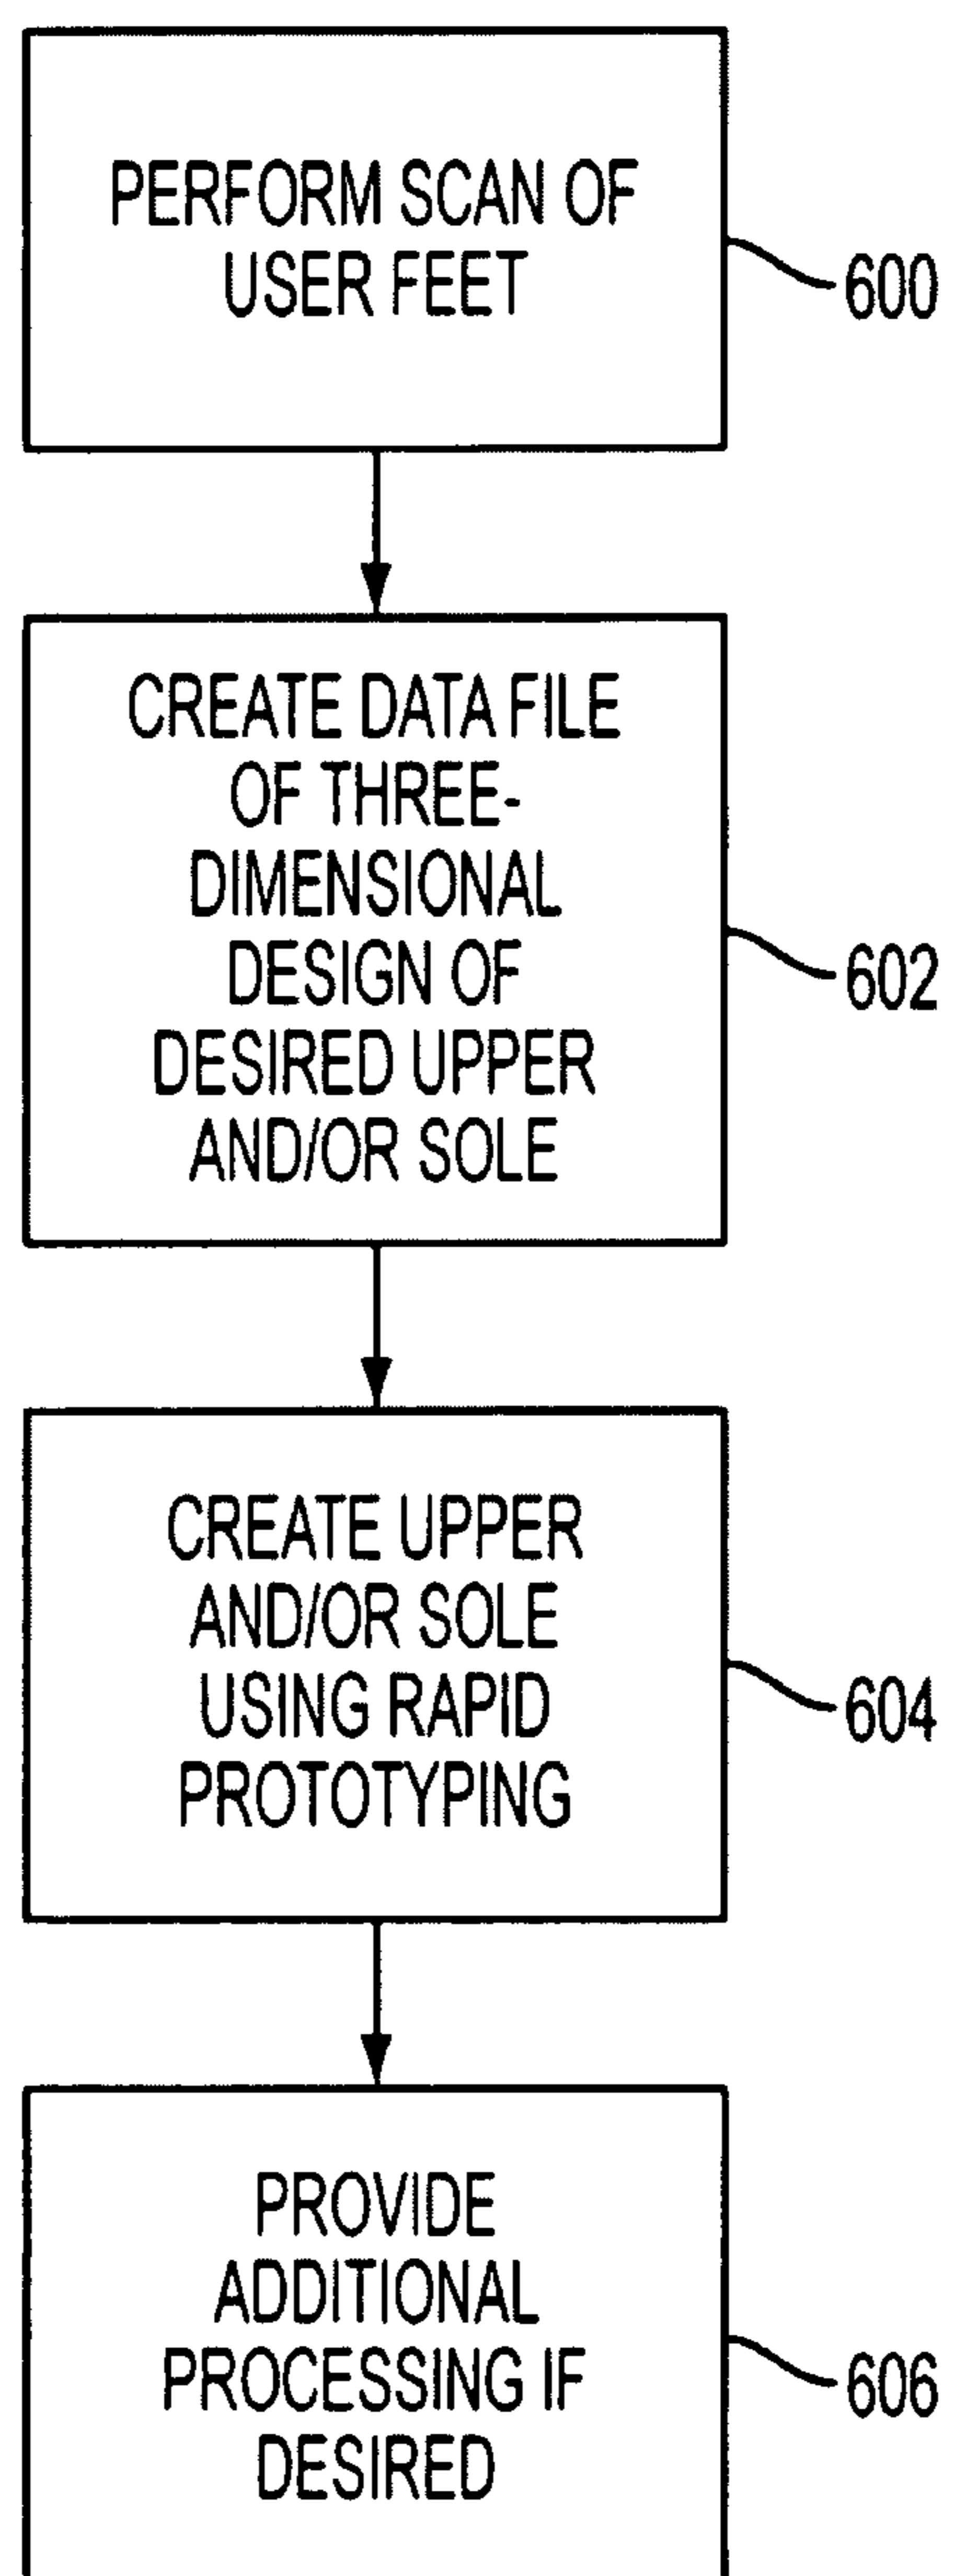 PERFORM SCAN OF
USER FEET
600
CREATE DATA FILE
OF THREE-
DIMENSIONAL
DESIGN OF
DESIRED UPPER
AND/OR SOLE
602
CREATE UPPER
AND/OR SOLE
USING RAPID
PROTOTYPING
604
PROVIDE
ADDITIONAL
PROCESSING IF
DESIRED
606